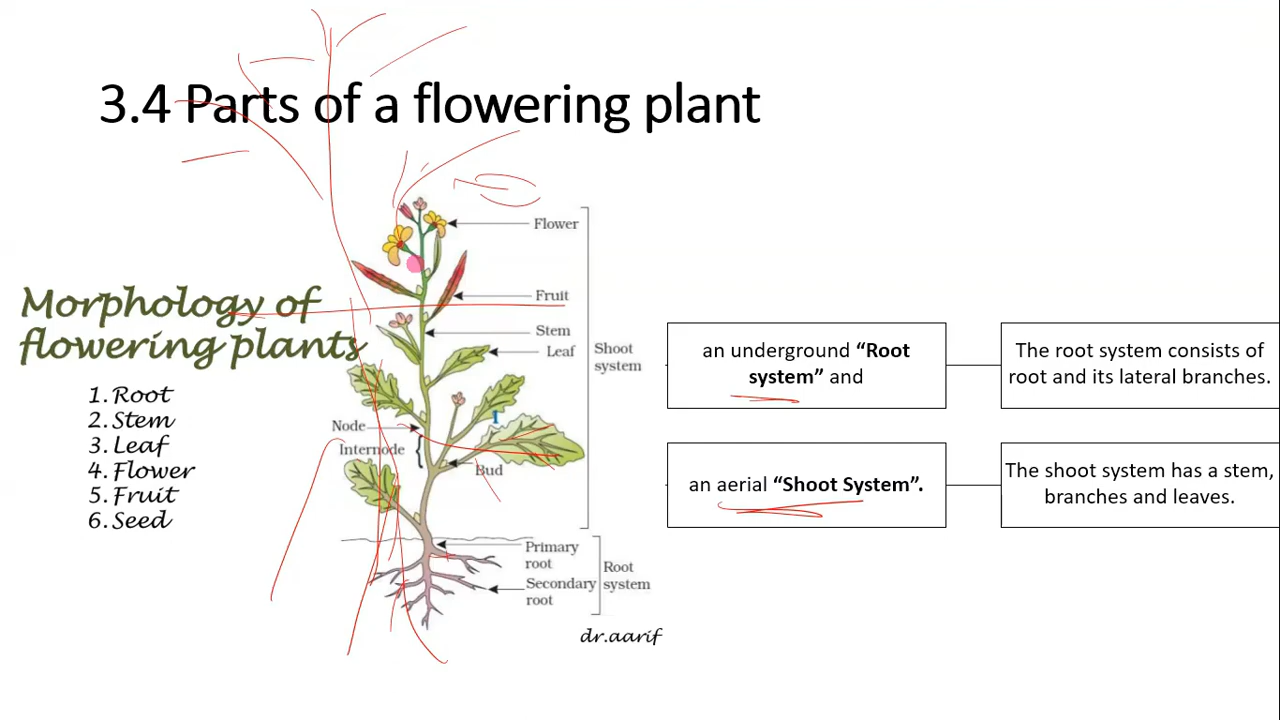 3.4 Parts of a flowering plant
Morphology of
flowering plants
1. Root
2. Stem
3. Leaf
4. Flower
5. Fruit
6. Seed
Flower
Fruit
Stem
Leaf
Shoot
system
Node
Internode
Bud
Primary
root
Secondary
root
Root
system
dr.aarif
an underground “Root
system” and
The root system consists of
root and its lateral branches.
an aerial “Shoot System”.
The shoot system has a stem,
branches and leaves.